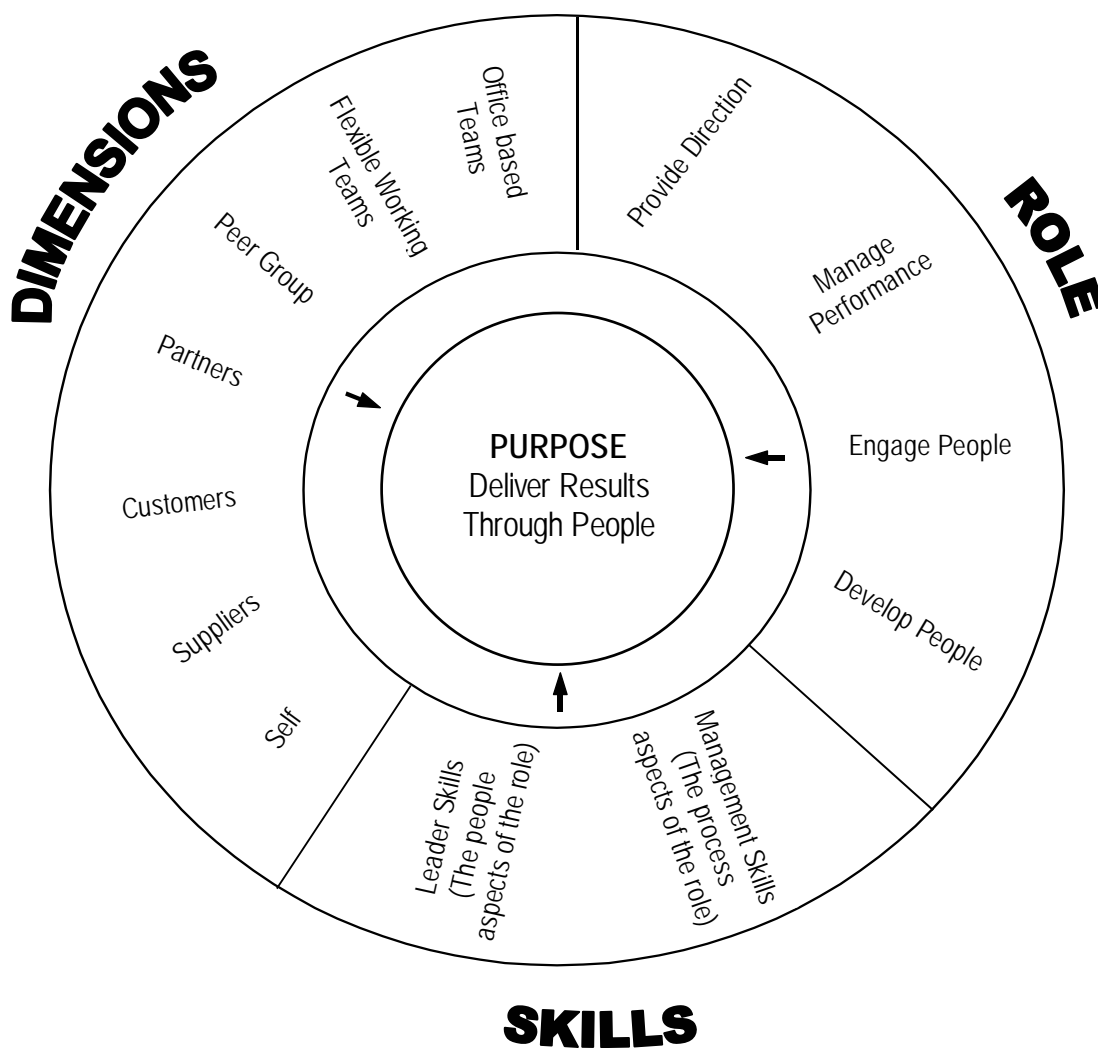 DIMENSIONS
Office based
Teams
Flexible Working
Teams
Peer Group
Partners
Customers
Suppliers
Self
ROLE
Provide Direction
Manage
Performance
Engage People
Develop People
PURPOSE
Deliver Results
Through People
Leader Skills
(The people
aspects of the role)
Management Skills
(The process
aspects of the role)
SKILLS